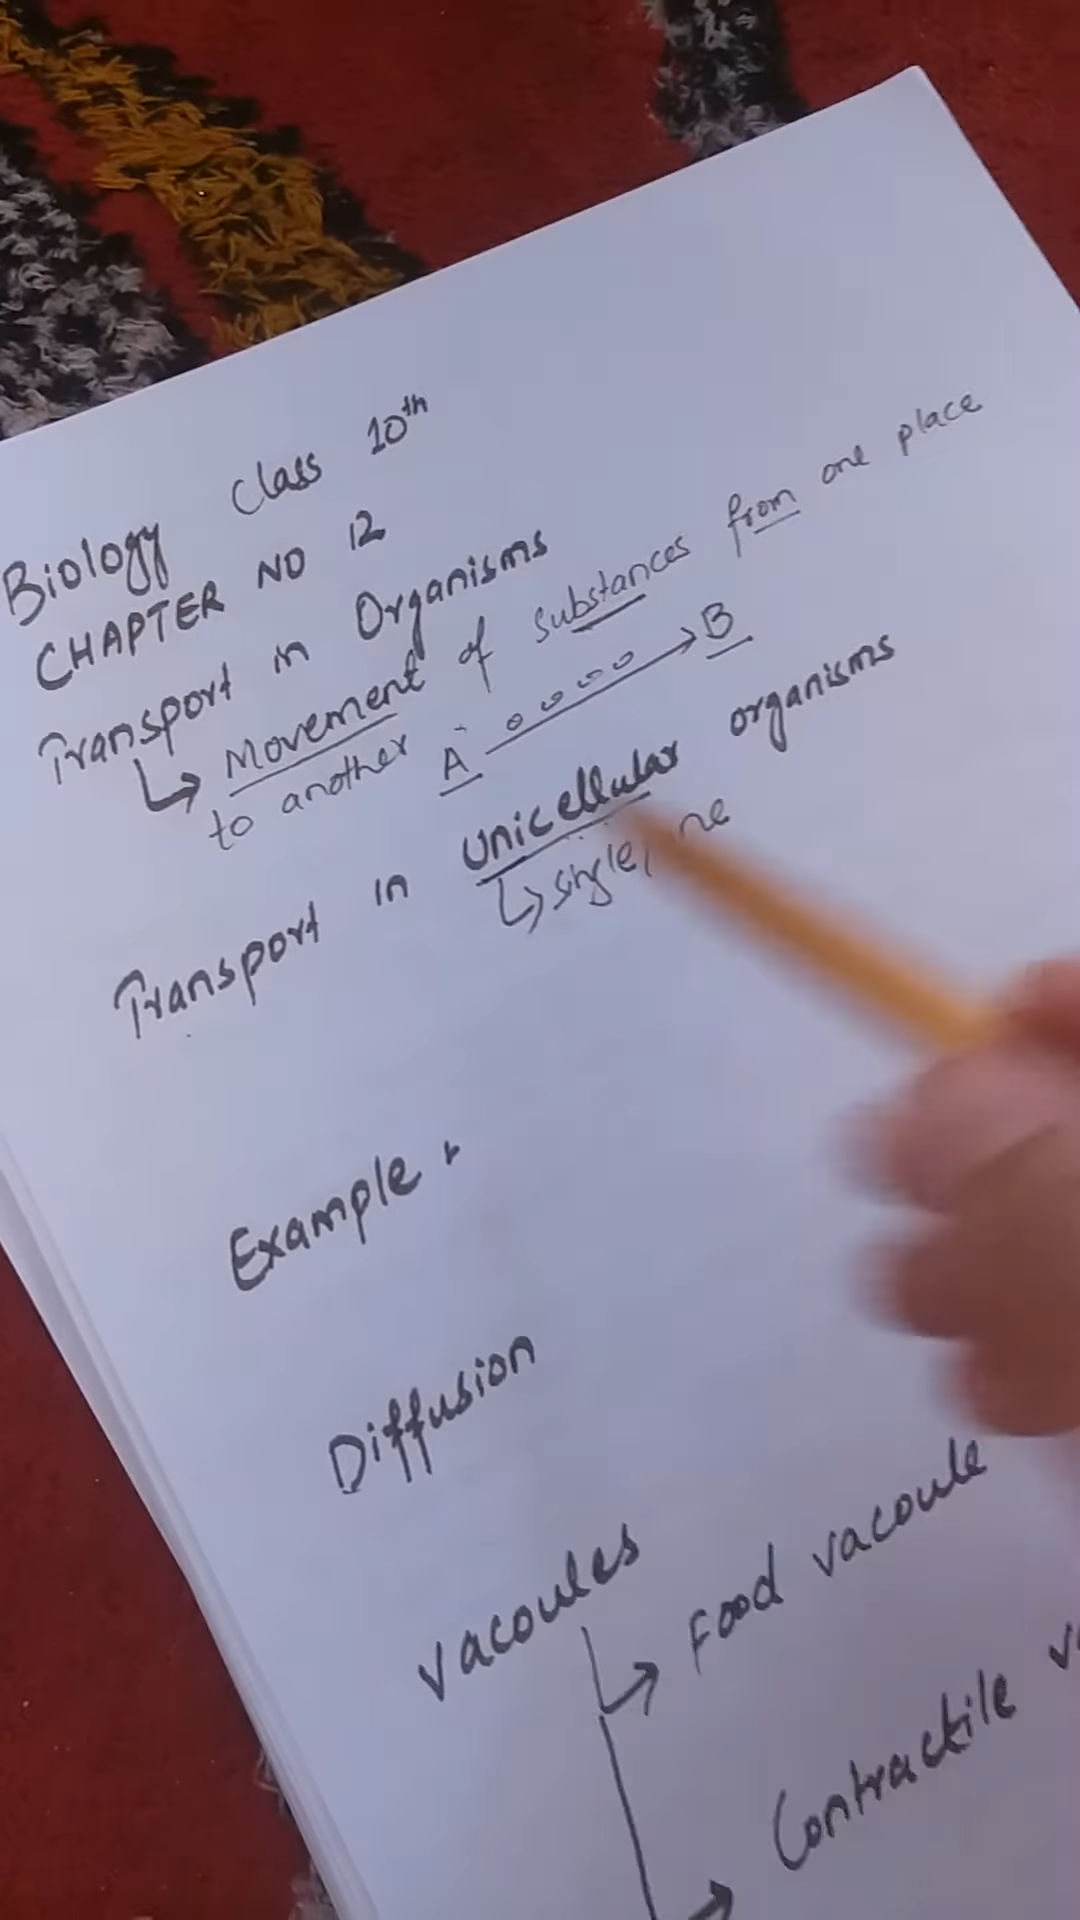 Biology Class 10th
CHAPTER NO 12
Transport in Organisms
Movement of substances from one place
to another A B
Transport in Unicellular organisms
single,
Example
Diffusion
vacoules
Food vacoule
Contractile